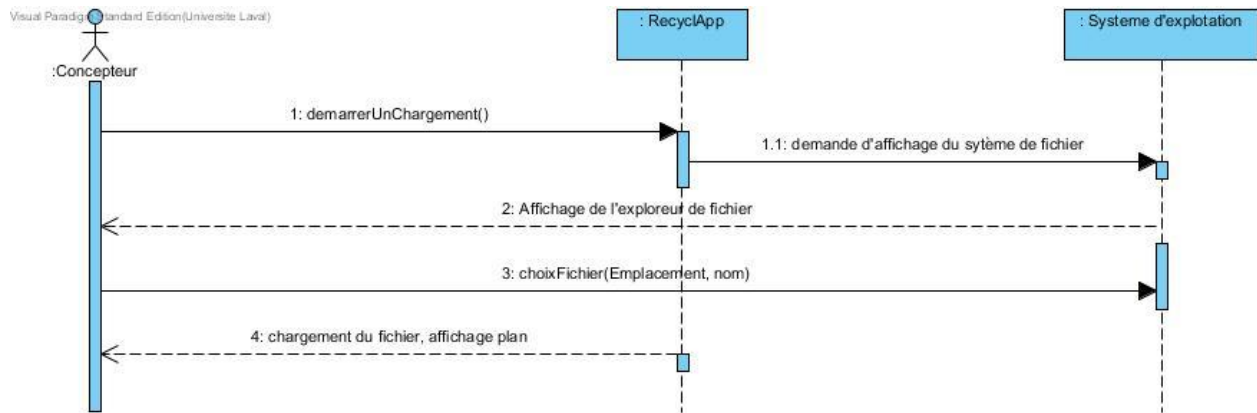 Visual Paradigm Standard Edition(Universite Laval)
: RecyclApp
: Systeme d'explotation
:Concepteur
1: demarrerUnChargement()
1.1: demande d'affichage du sytème de fichier
2: Affichage de l'exploreur de fichier
3: choixFichier(Emplacement, nom)
4: chargement du fichier, affichage plan